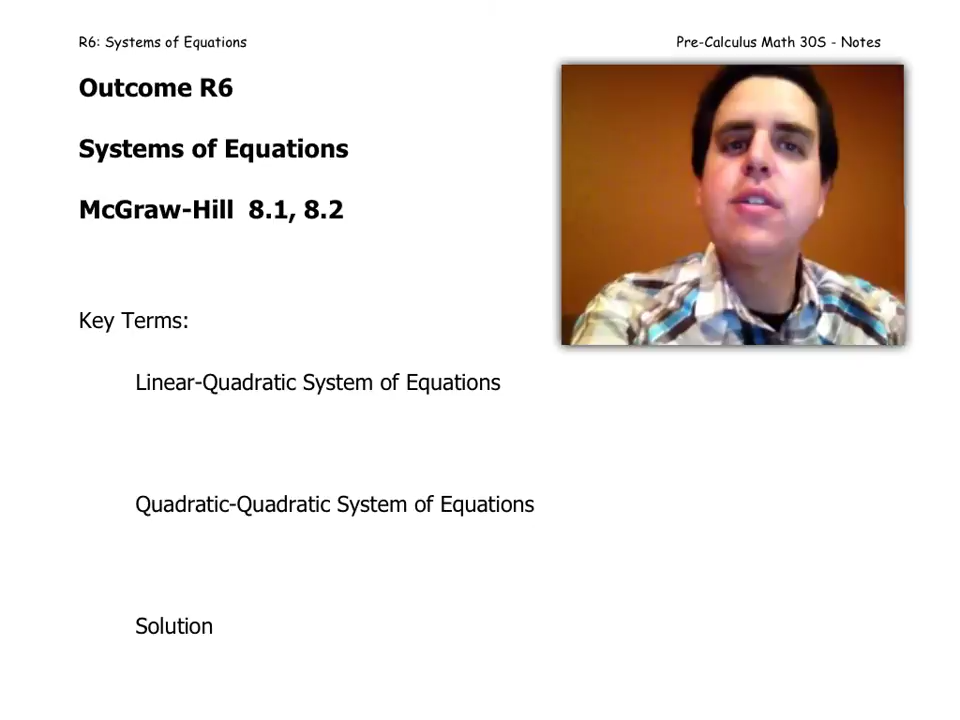 R6: Systems of Equations
Pre-Calculus Math 30S - Notes
Outcome R6
Systems of Equations
McGraw-Hill  8.1, 8.2
Key Terms:
Linear-Quadratic System of Equations
Quadratic-Quadratic System of Equations
Solution